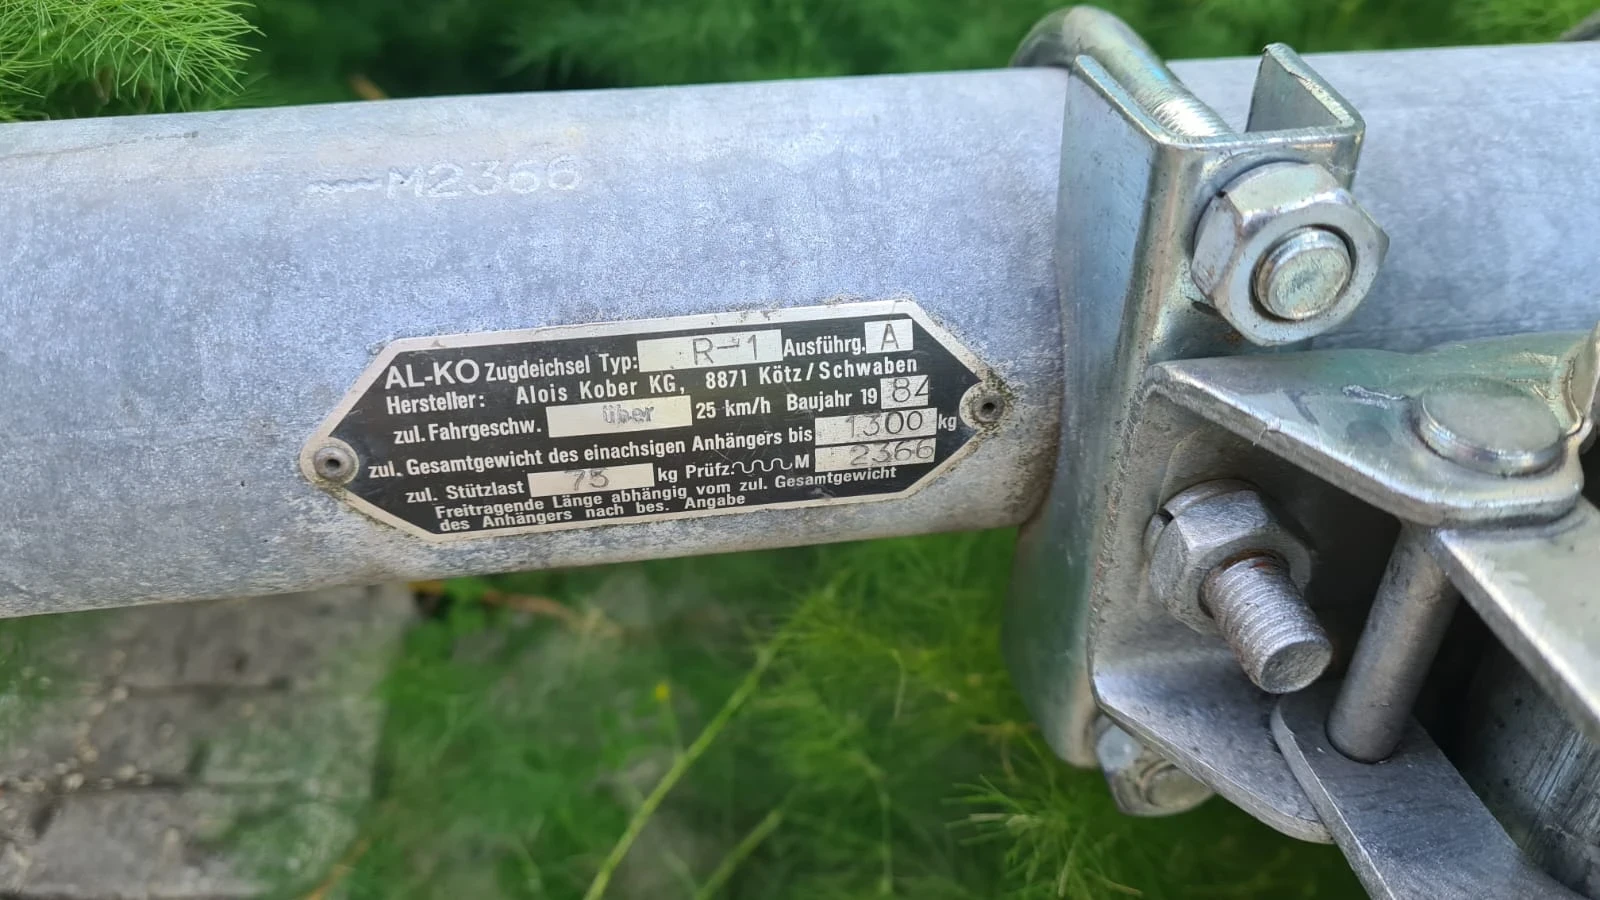 ~~~M2366
AL-KO Zugdeichsel Typ: R-1 Ausführg. A
Hersteller: Alois Kober KG, 8871 Kötz/Schwaben
zul. Fahrgeschw. über 25 km/h Baujahr 19 84
zul. Gesamtgewicht des einachsigen Anhängers bis 1300 kg
zul. Stützlast 75 kg Prüfz. ~~~ M 2366
Freitragende Länge abhängig vom zul. Gesamtgewicht
des Anhängers nach bes. Angabe